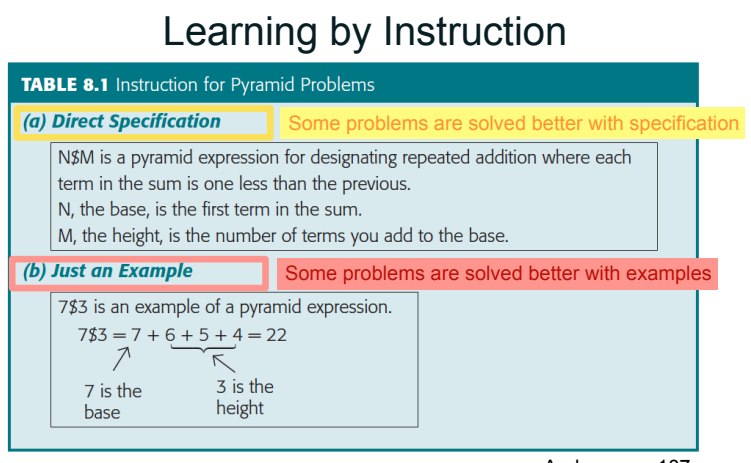 Learning by Instruction
TABLE 8.1 Instruction for Pyramid Problems
(a) Direct Specification
Some problems are solved better with specification
N$M is a pyramid expression for designating repeated addition where each
term in the sum is one less than the previous.
N, the base, is the first term in the sum.
M, the height, is the number of terms you add to the base.
(b) Just an Example
Some problems are solved better with examples
7$3 is an example of a pyramid expression.
7$3 = 7 + 6 + 5 + 4 = 22
7 is the
base
3 is the
height